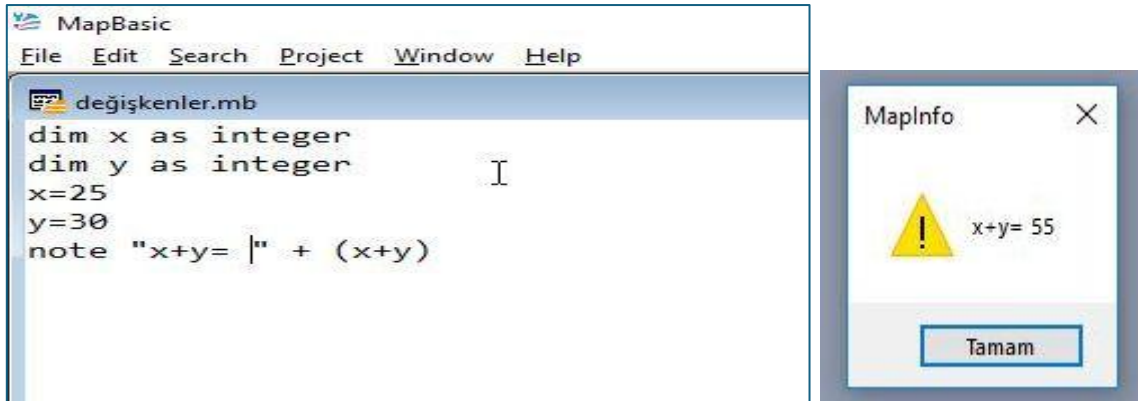 MapBasic
File Edit Search Project Window Help
değişkenler.mb
dim x as integer
dim y as integer
x=25
y=30
note "x+y= " + (x+y)
MapInfo
x+y= 55
Tamam